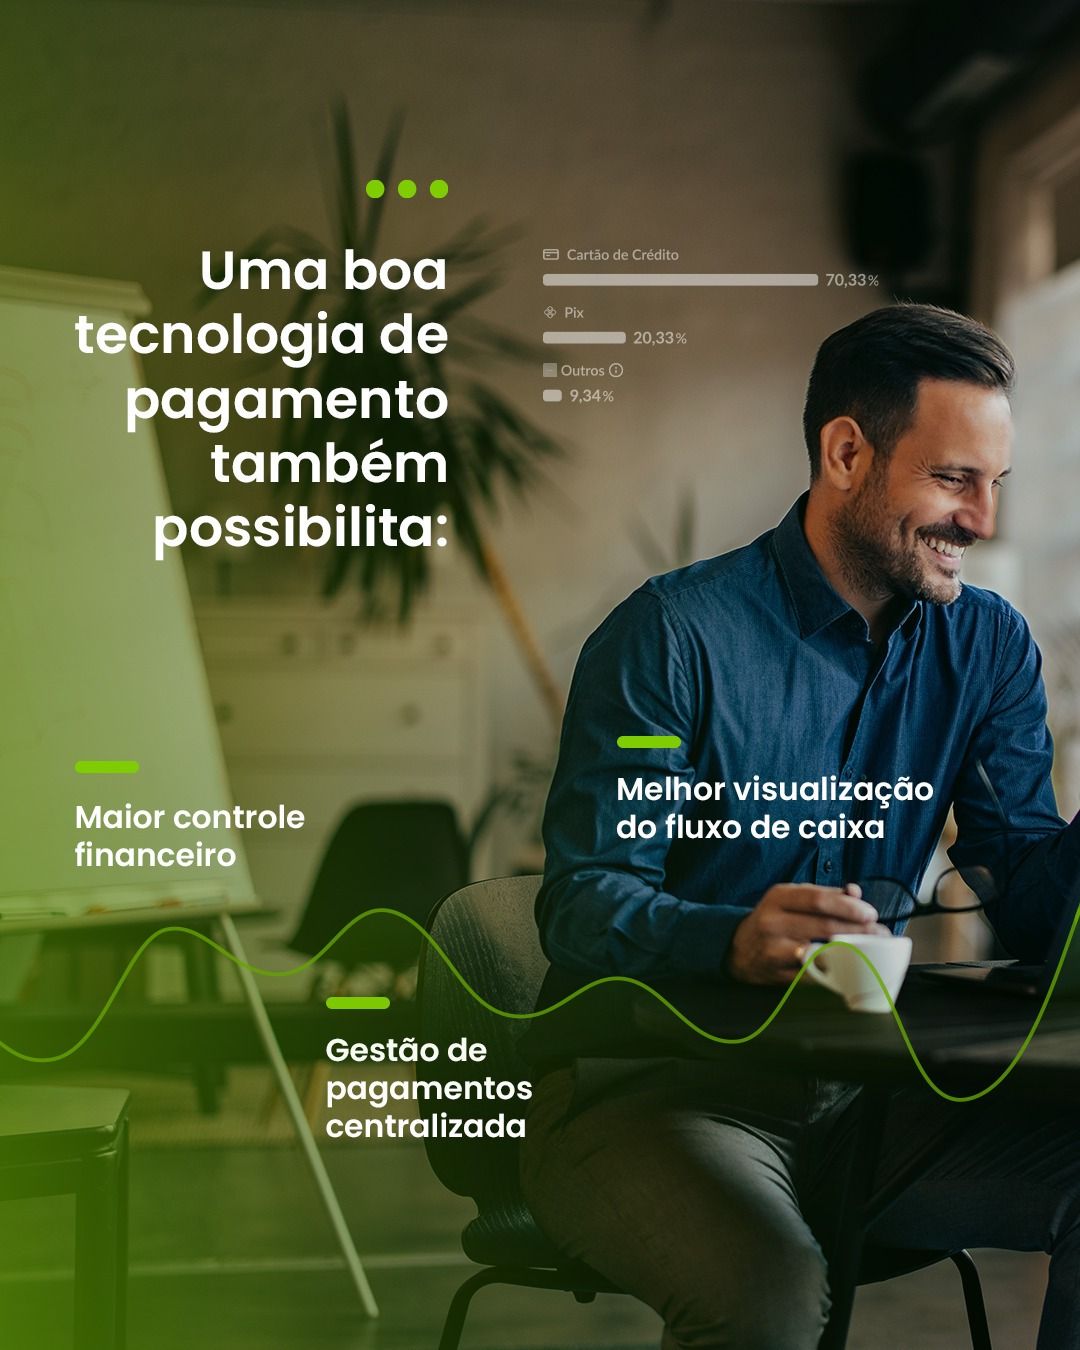 Uma boa
tecnologia de
pagamento
também
possibilita:
Cartão de Crédito
70,33%
Pix
20,33%
Outros
9,34%
Maior controle
financeiro
Melhor visualização
do fluxo de caixa
Gestão de
pagamentos
centralizada